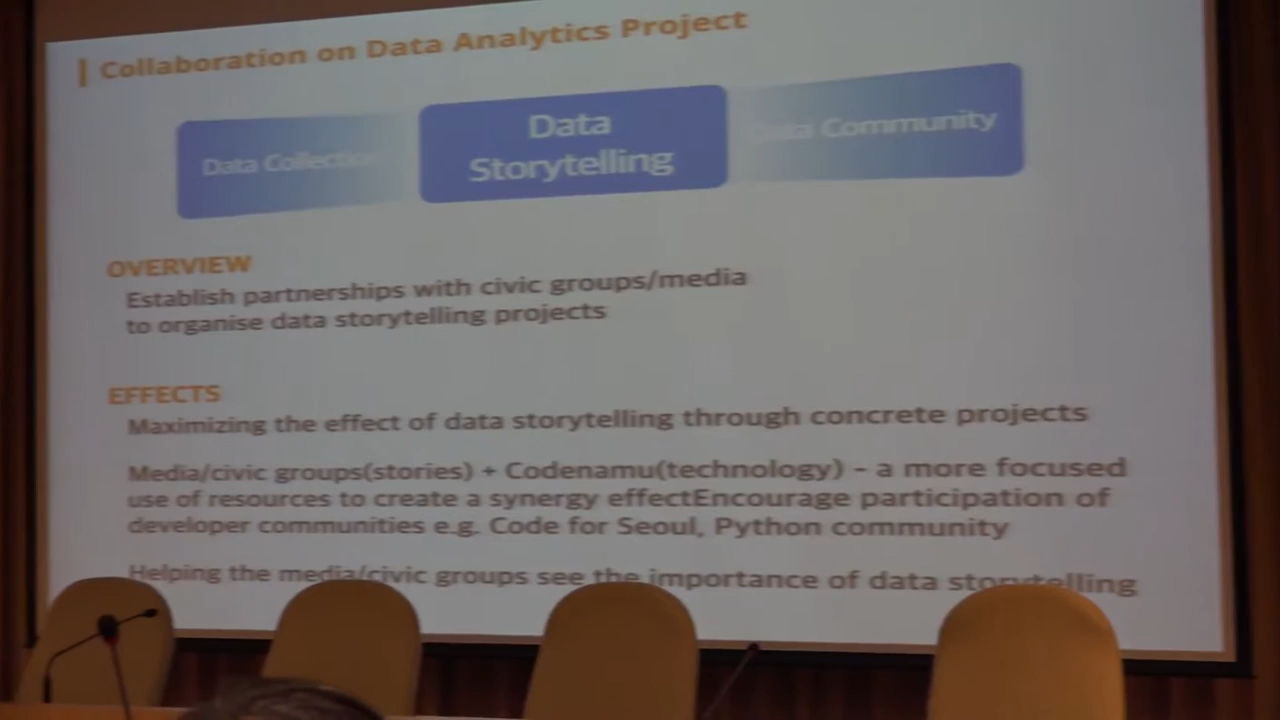 Collaboration on Data Analytics Project
Data Collection
Data
Storytelling
Data Community
OVERVIEW
Establish partnerships with civic groups/media
to organise data storytelling projects
EFFECTS
Maximizing the effect of data storytelling through concrete projects
Media/civic groups(stories) + Codenamu(technology) – a more focused
use of resources to create a synergy effectEncourage participation of
developer communities e.g. Code for Seoul, Python community
Helping the media/civic groups see the importance of data storytelling